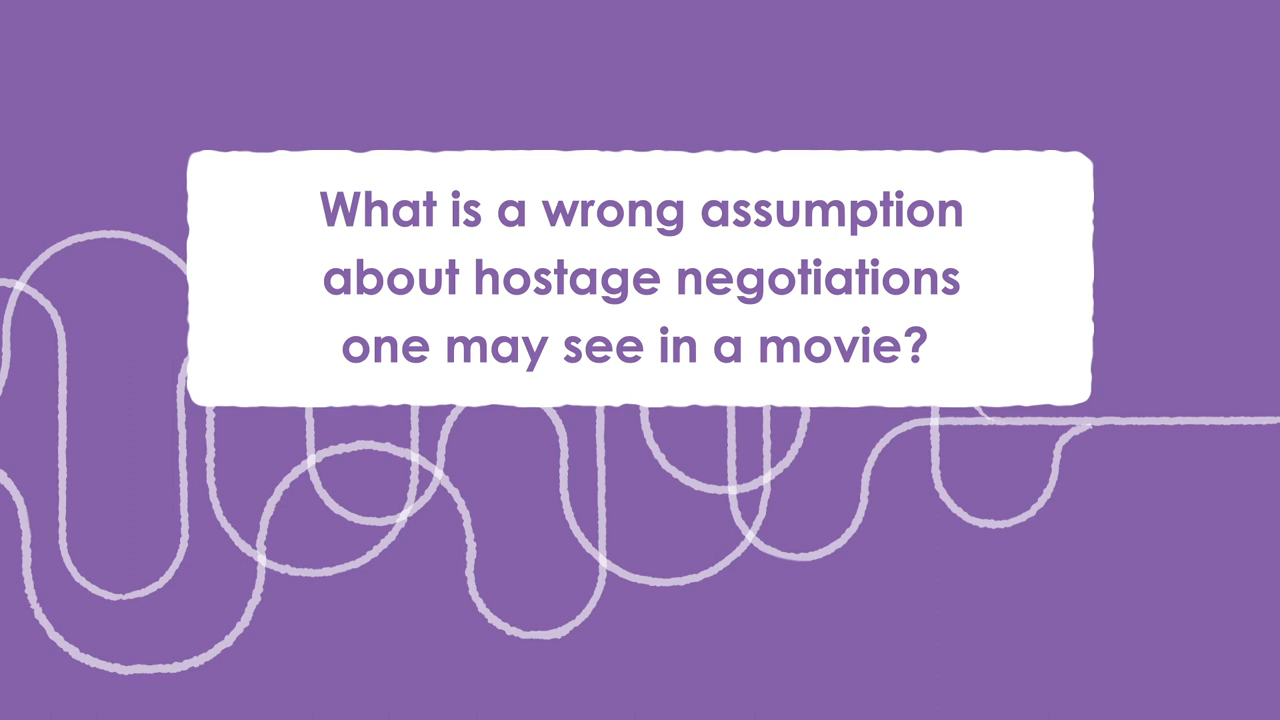 What is a wrong assumption
about hostage negotiations
one may see in a movie?